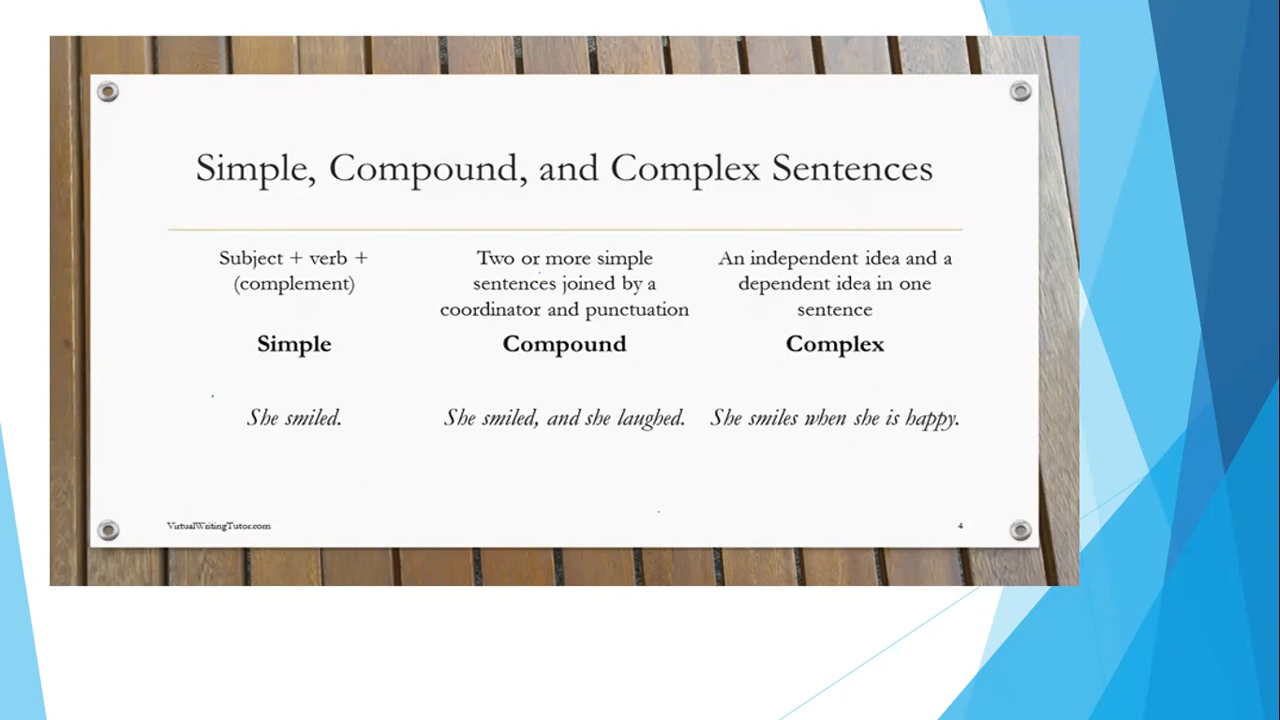 Simple, Compound, and Complex Sentences
Subject + verb +
(complement)
Simple
She smiled.
Two or more simple
sentences joined by a
coordinator and punctuation
Compound
She smiled, and she laughed.
An independent idea and a
dependent idea in one
sentence
Complex
She smiles when she is happy.
VirtualWritingTutor.com
4